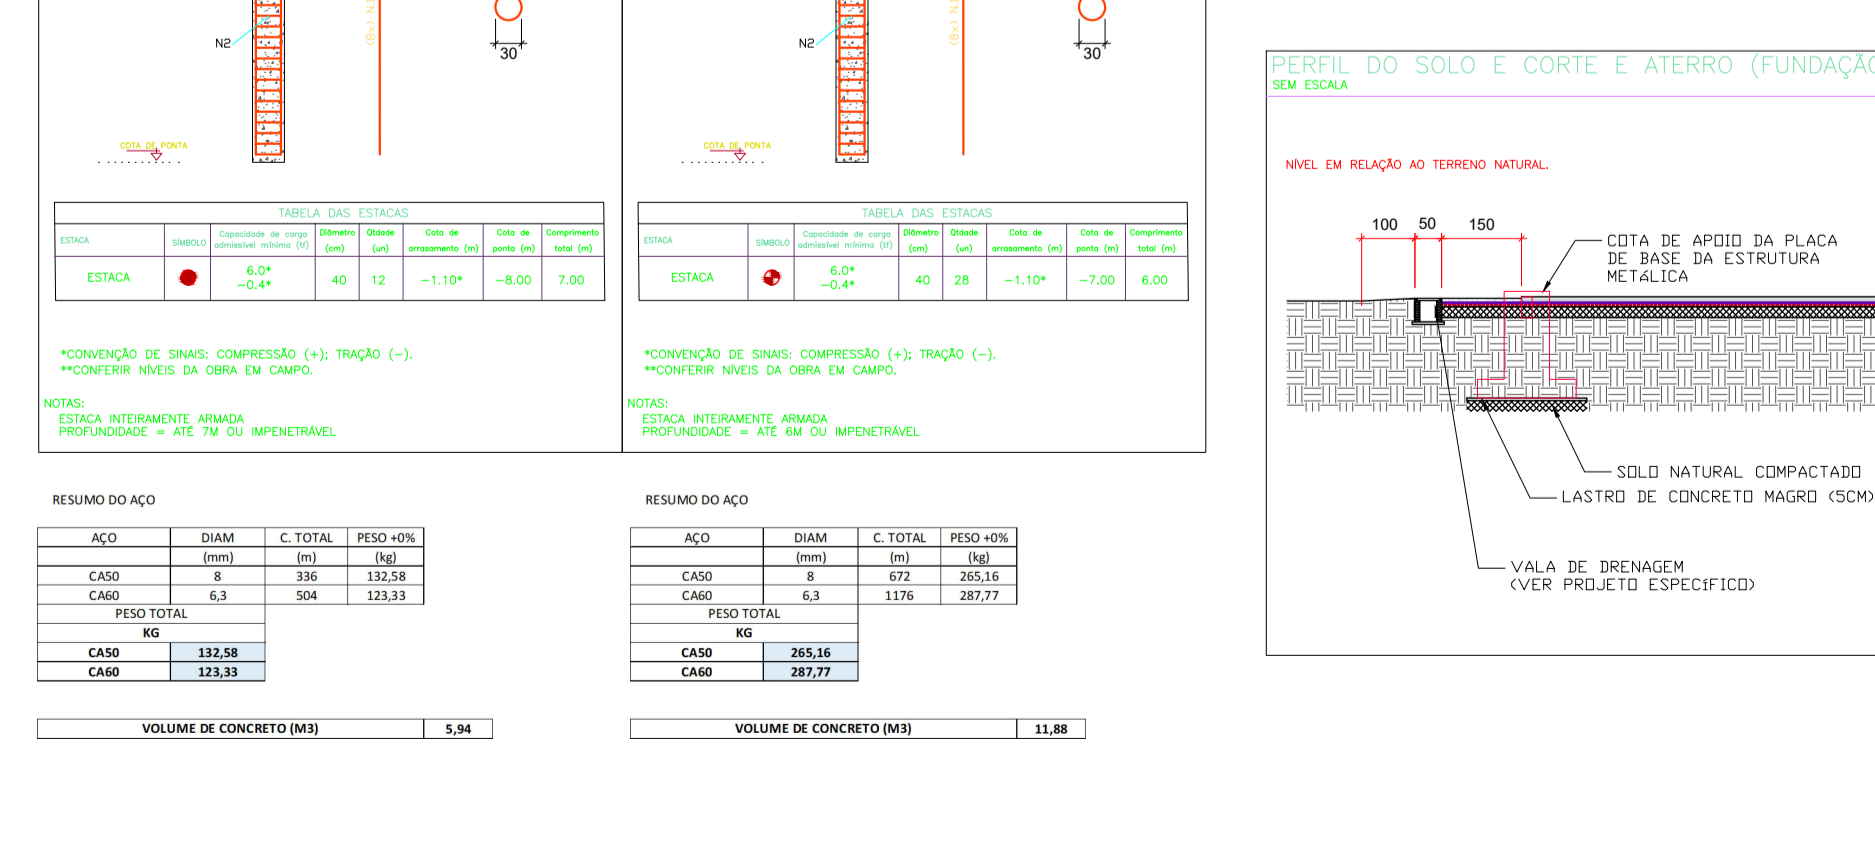 N2
IN (x8)
30
COTA DE PONTA
TABELA DAS ESTACAS
ESTACA SÍMBOLO Capacidade de carga admissível mínima (tf) Diâmetro (cm) Qtdade (un) Cota de arrasamento (m) Cota de ponta (m) Comprimento total (m)
ESTACA 6.0* -0.4* 40 12 -1.10* -8.00 7.00
*CONVENÇÃO DE SINAIS: COMPRESSÃO (+); TRAÇÃO (-).
**CONFERIR NÍVEIS DA OBRA EM CAMPO.
NOTAS:
ESTACA INTEIRAMENTE ARMADA
PROFUNDIDADE = ATÉ 7M OU IMPENETRÁVEL
N2
IN (x8)
30
COTA DE PONTA
TABELA DAS ESTACAS
ESTACA SÍMBOLO Capacidade de carga admissível mínima (tf) Diâmetro (cm) Qtdade (un) Cota de arrasamento (m) Cota de ponta (m) Comprimento total (m)
ESTACA 6.0* -0.4* 40 28 -1.10* -7.00 6.00
*CONVENÇÃO DE SINAIS: COMPRESSÃO (+); TRAÇÃO (-).
**CONFERIR NÍVEIS DA OBRA EM CAMPO.
NOTAS:
ESTACA INTEIRAMENTE ARMADA
PROFUNDIDADE = ATÉ 6M OU IMPENETRÁVEL
RESUMO DO AÇO
AÇO DIAM C. TOTAL PESO +0%
(mm) (m) (kg)
CA50 8 336 132,58
CA60 6,3 504 123,33
PESO TOTAL
KG
CA50 132,58
CA60 123,33
VOLUME DE CONCRETO (M3) 5,94
RESUMO DO AÇO
AÇO DIAM C. TOTAL PESO +0%
(mm) (m) (kg)
CA50 8 672 265,16
CA60 6,3 1176 287,77
PESO TOTAL
KG
CA50 265,16
CA60 287,77
VOLUME DE CONCRETO (M3) 11,88
PERFIL DO SOLO E CORTE E ATERRO (FUNDAÇÃO
SEM ESCALA
NÍVEL EM RELAÇÃO AO TERRENO NATURAL.
100 50 150
COTA DE APOIO DA PLACA
DE BASE DA ESTRUTURA
METáLICA
SOLO NATURAL COMPACTADO
LASTRO DE CONCRETO MAGRO (5CM)
VALA DE DRENAGEM
(VER PROJETO ESPECíFICO)